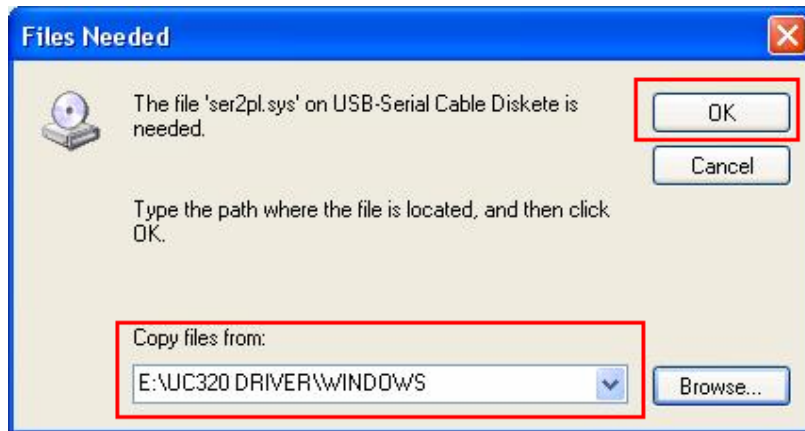 Files Needed
The file 'ser2pl.sys' on USB-Serial Cable Diskete is
needed.
OK
Cancel
Type the path where the file is located, and then click
OK.
Copy files from:
E:\UC320 DRIVER\WINDOWS
Browse...